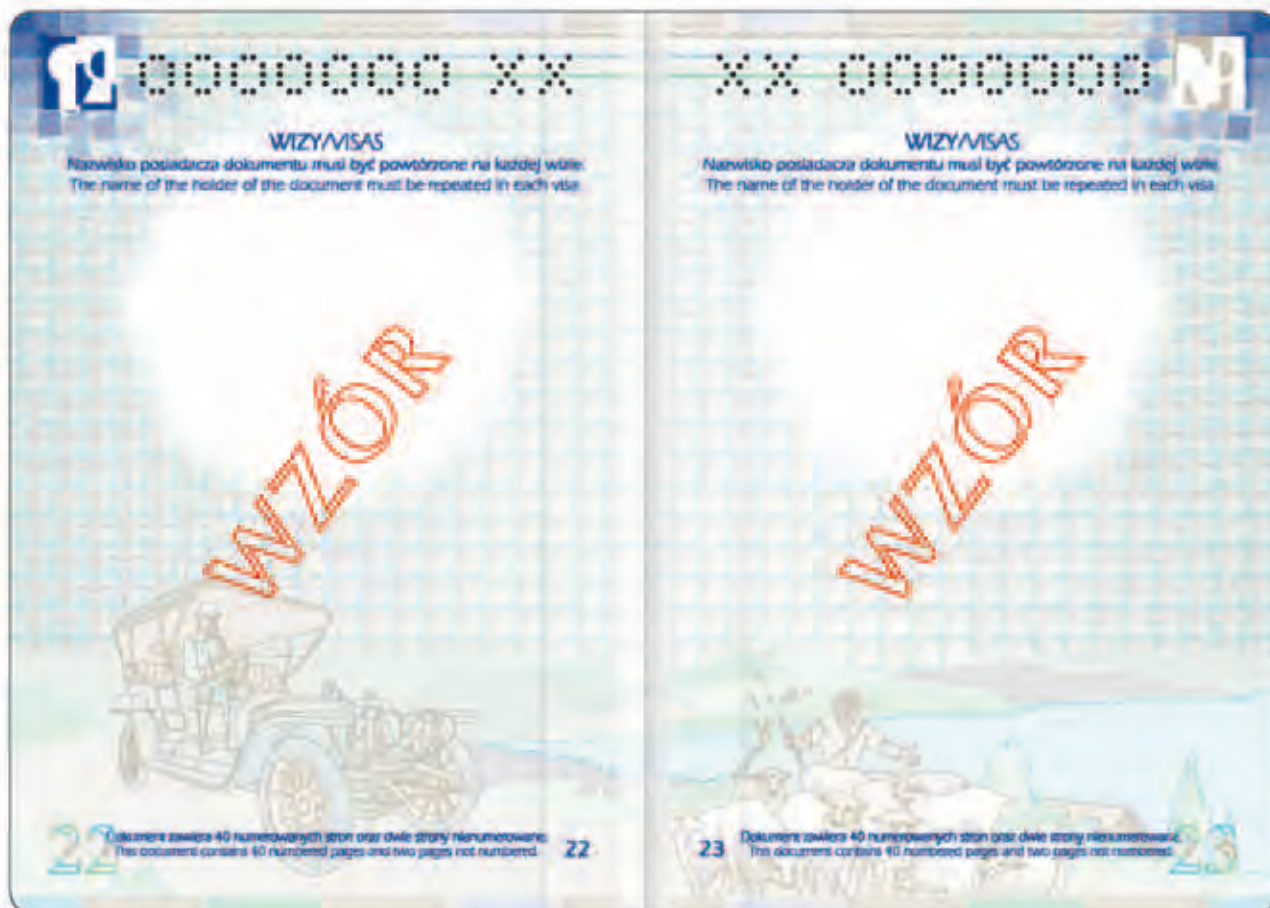 0000000 XX
WIZY/VISAS
Nazwisko posiadacza dokumentu musi być powtórzone na każdej wizie.
The name of the holder of the document must be repeated in each visa.
WZÓR
22
Dokument zawiera 40 numerowanych stron oraz dwie strony nienumerowane.
This document contains 40 numbered pages and two pages not numbered.
22
XX 0000000
WIZY/VISAS
Nazwisko posiadacza dokumentu musi być powtórzone na każdej wizie.
The name of the holder of the document must be repeated in each visa.
WZÓR
23
Dokument zawiera 40 numerowanych stron oraz dwie strony nienumerowane.
This document contains 40 numbered pages and two pages not numbered.
23